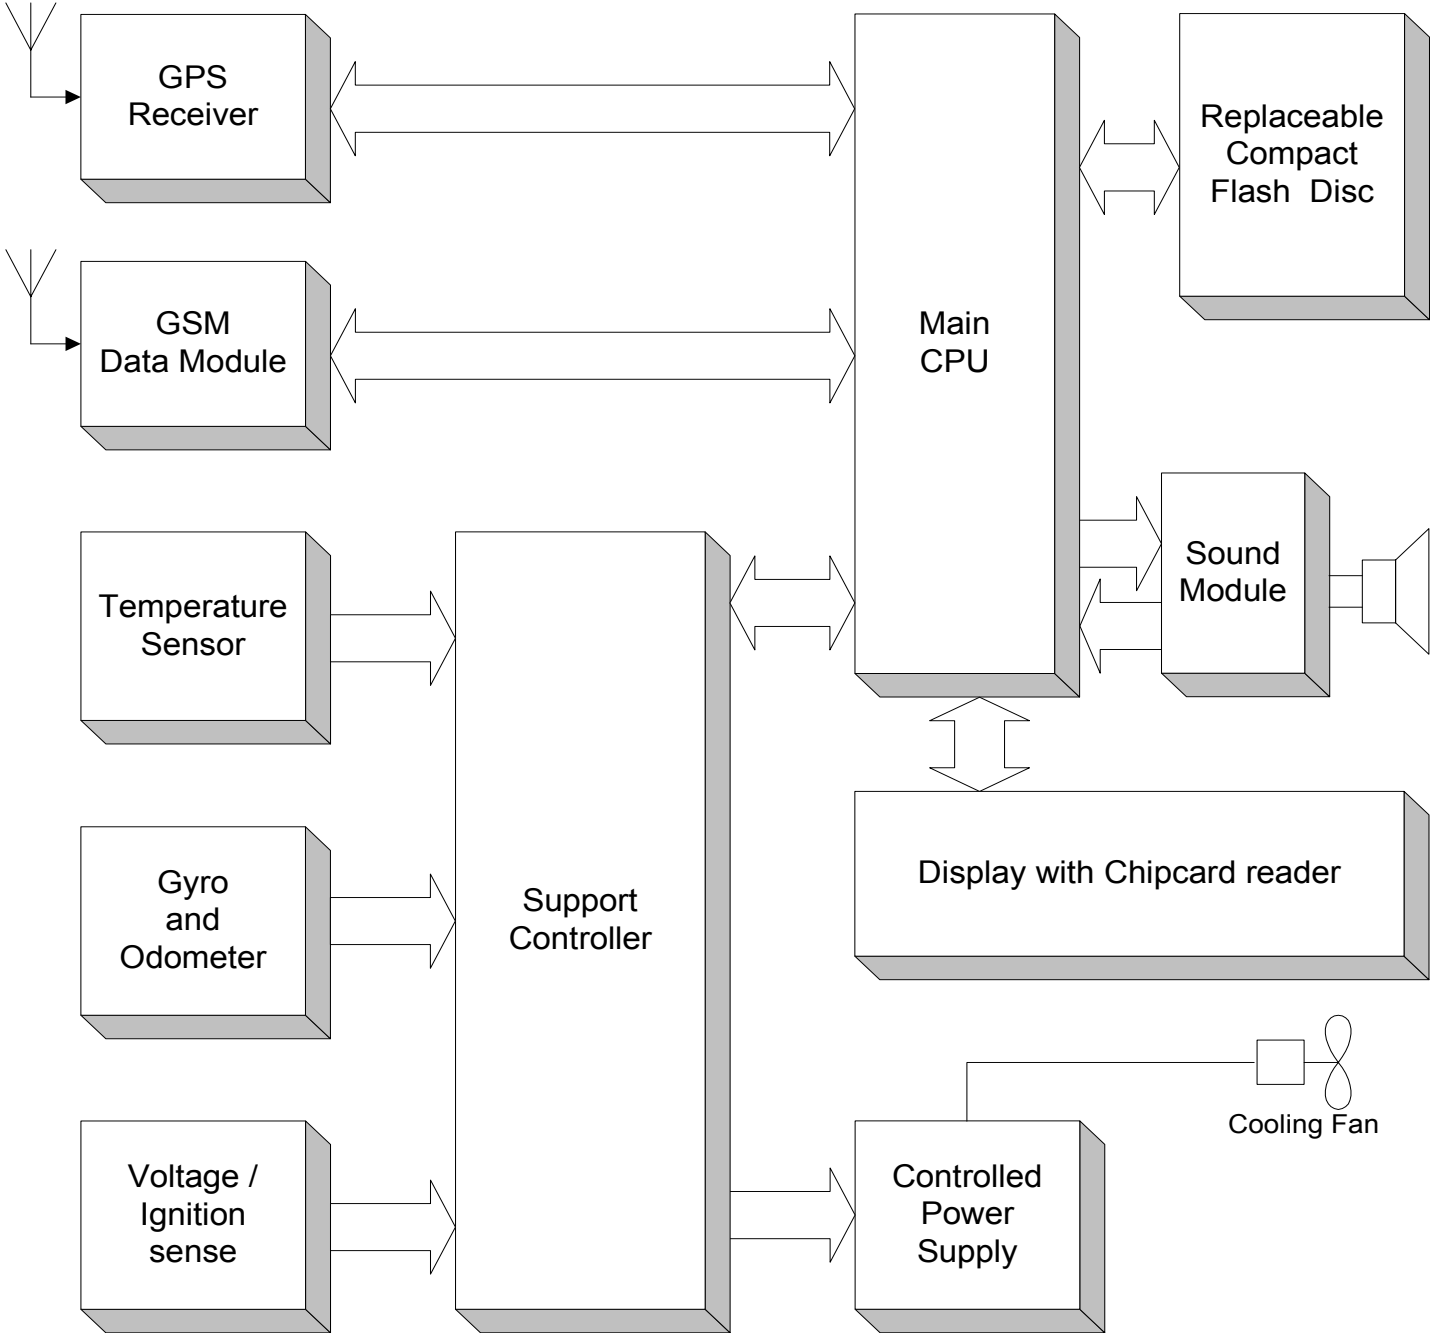 GPS
Receiver
GSM
Data Module
Main
CPU
Replaceable
Compact
Flash Disc
Sound
Module
Temperature
Sensor
Gyro
and
Odometer
Support
Controller
Display with Chipcard reader
Cooling Fan
Voltage /
Ignition
sense
Controlled
Power
Supply